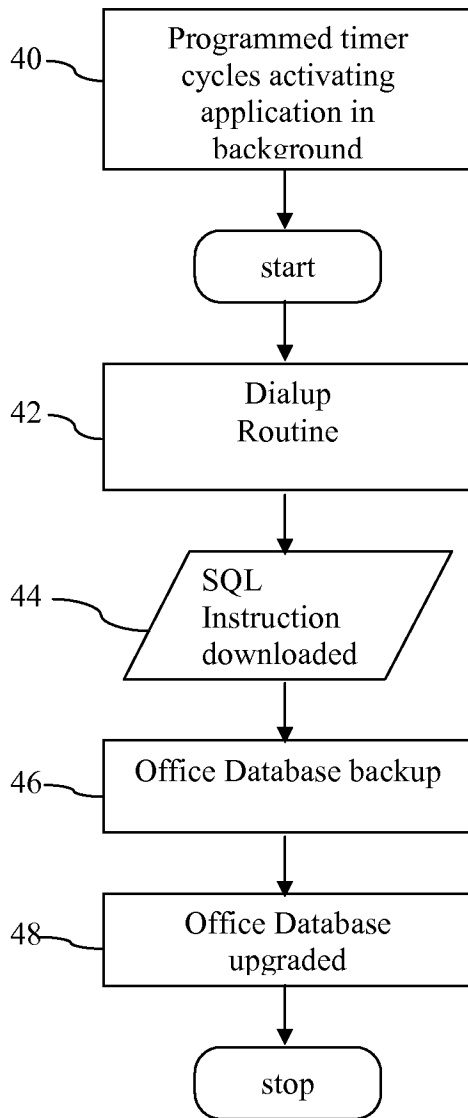 40
Programmed timer
cycles activating
application in
background
start
42
Dialup
Routine
44
SQL
Instruction
downloaded
46
Office Database backup
48
Office Database
upgraded
stop